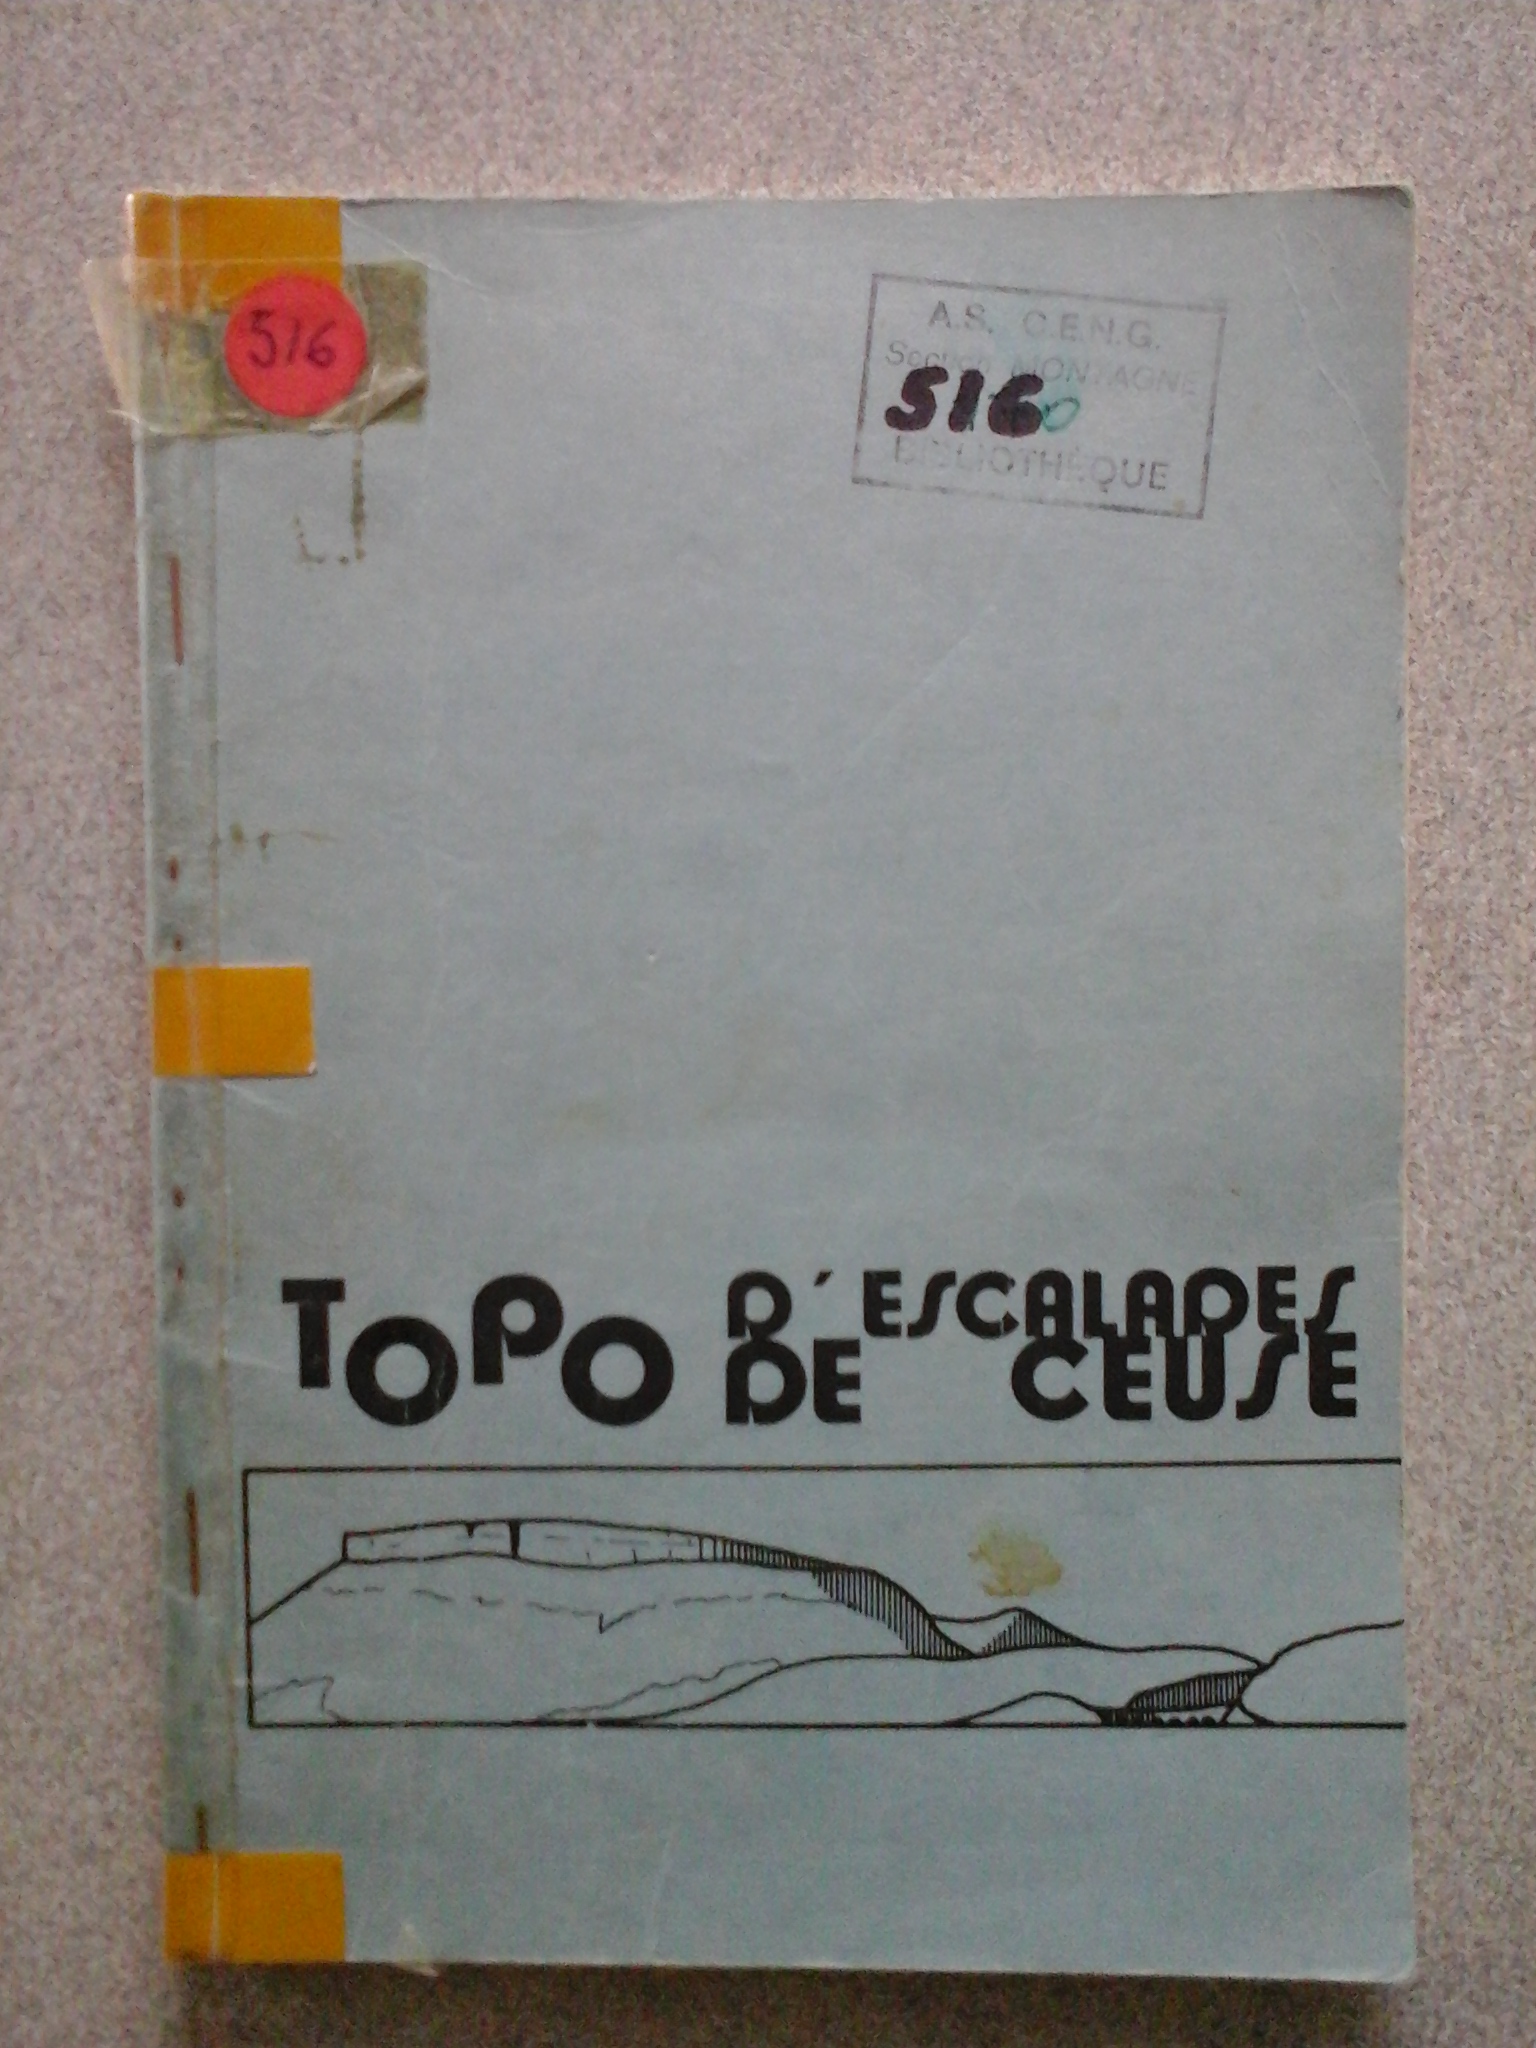 516
A.S. C.E.N.G.
Section MONTAGNE
516
BIBLIOTHÈQUE
TOPO D'ESCALADES
DE CEUSE